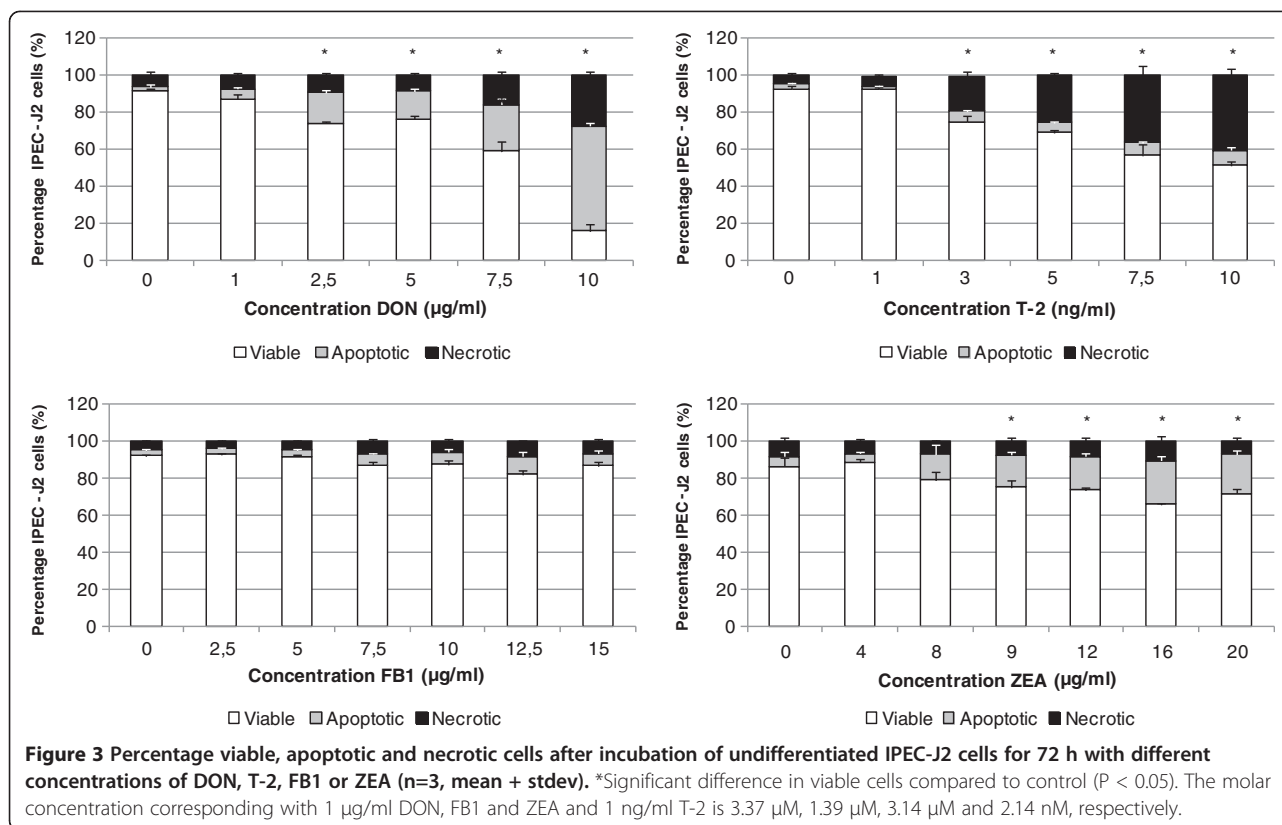 120
100
80
60
40
20
0
Percentage IPEC-J2 cells (%)
* * * *
0 1 2,5 5 7,5 10
Concentration DON (µg/ml)
Viable Apoptotic Necrotic
120
100
80
60
40
20
0
Percentage IPEC -J2 cells (%)
* * * *
0 1 3 5 7,5 10
Concentration T-2 (ng/ml)
Viable Apoptotic Necrotic
120
100
80
60
40
20
0
Percentage IPEC -J2 cells (%)
0 2,5 5 7,5 10 12,5 15
Concentration FB1 (µg/ml)
Viable Apoptotic Necrotic
120
100
80
60
40
20
0
Percentage IPEC -J2 cells (%)
* * * *
0 4 8 9 12 16 20
Concentration ZEA (µg/ml)
Viable Apoptotic Necrotic
Figure 3 Percentage viable, apoptotic and necrotic cells after incubation of undifferentiated IPEC-J2 cells for 72 h with different
concentrations of DON, T-2, FB1 or ZEA (n=3, mean + stdev). *Significant difference in viable cells compared to control (P < 0.05). The molar
concentration corresponding with 1 µg/ml DON, FB1 and ZEA and 1 ng/ml T-2 is 3.37 µM, 1.39 µM, 3.14 µM and 2.14 nM, respectively.